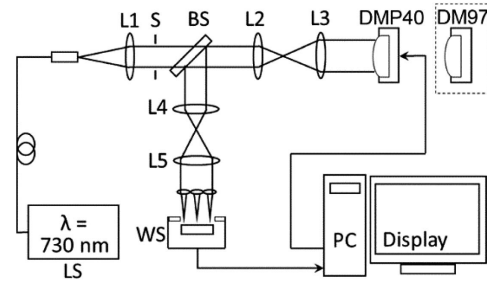 L1 S BS L2 L3 DMP40 DM97
L4
L5
λ =
730 nm
LS
WS
PC
Display